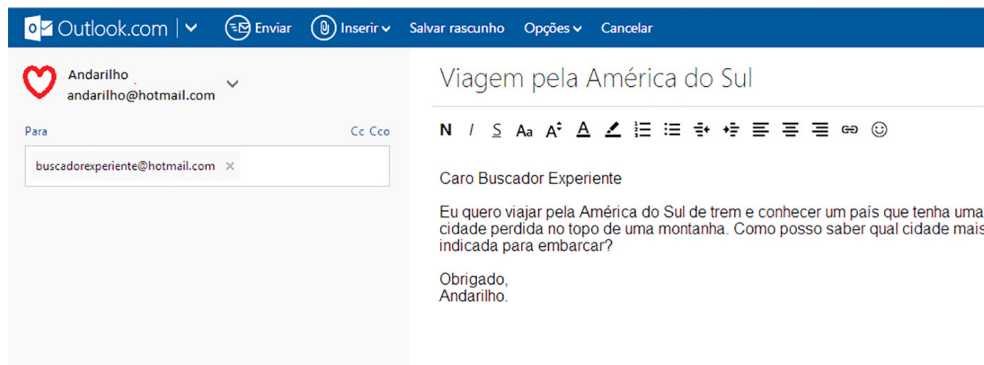 Outlook.com Enviar Inserir Salvar rascunho Opções Cancelar
Andarilho
andarilho@hotmail.com
Para Cc Cco
buscadorexperiente@hotmail.com ×
Viagem pela América do Sul
N I S Aa A A
Caro Buscador Experiente
Eu quero viajar pela América do Sul de trem e conhecer um país que tenha uma
cidade perdida no topo de uma montanha. Como posso saber qual cidade mais
indicada para embarcar?
Obrigado,
Andarilho.